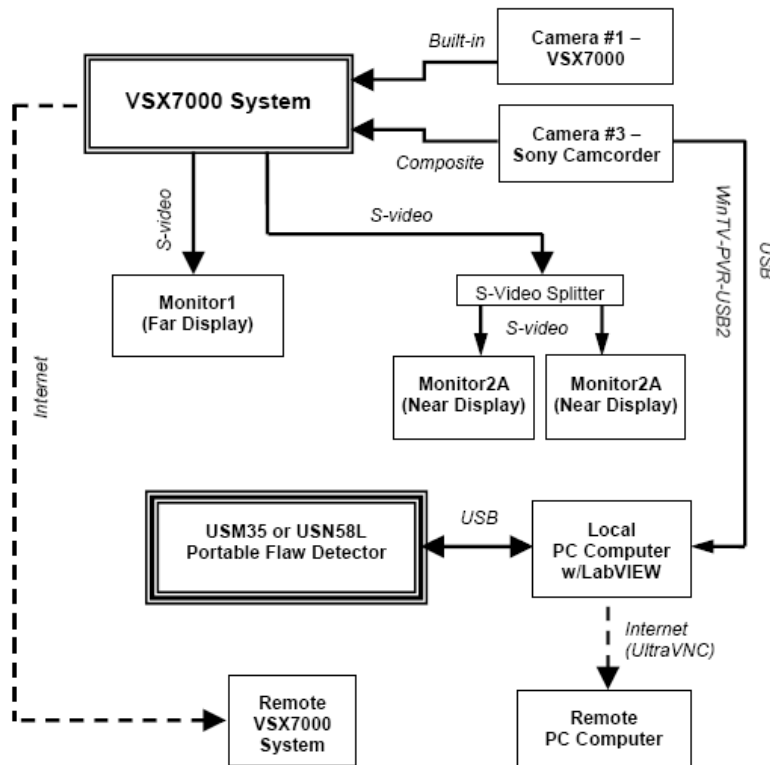 Built-in
Camera #1 –
VSX7000
VSX7000 System
Camera #3 –
Sony Camcorder
Composite
S-video
S-video
USB
WinTV-PVR-USB2
Monitor1
(Far Display)
S-Video Splitter
S-video
Monitor2A
(Near Display)
Monitor2A
(Near Display)
Internet
USM35 or USN58L
Portable Flaw Detector
USB
Local
PC Computer
w/LabVIEW
Internet
(UltraVNC)
Remote
VSX7000
System
Remote
PC Computer